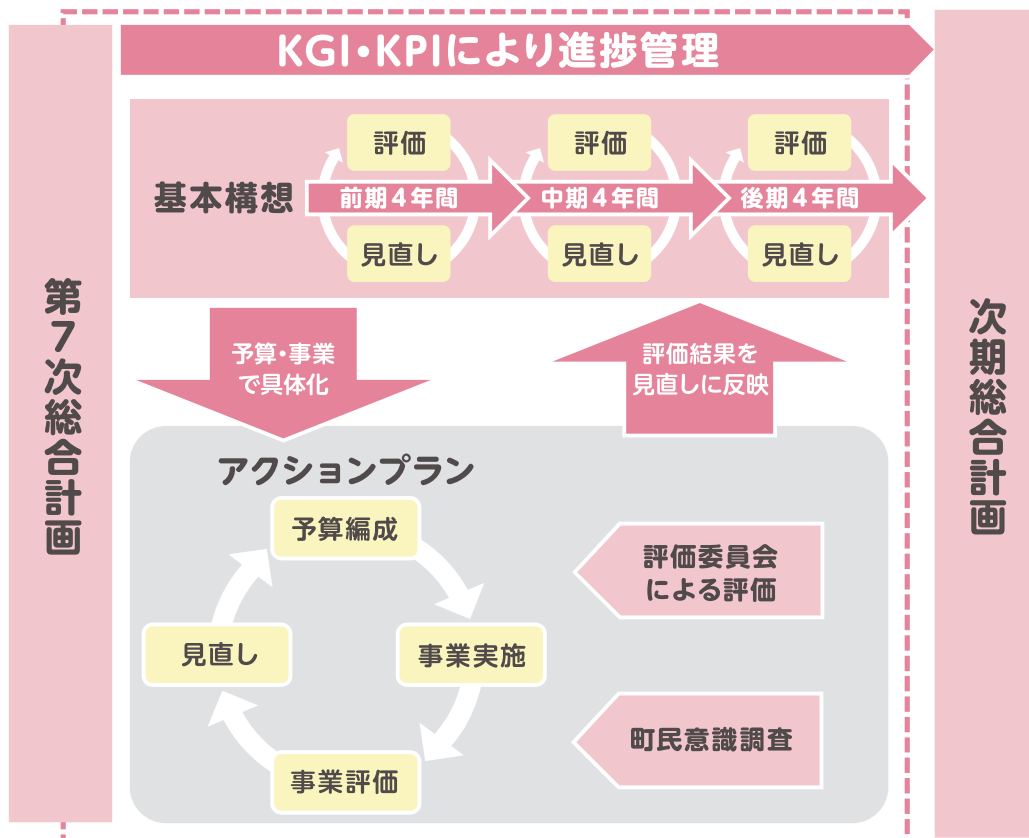 KGI・KPIにより進捗管理
第7次総合計画
基本構想
評価
前期4年間
見直し
評価
中期4年間
見直し
評価
後期4年間
見直し
次期総合計画
予算・事業
で具体化
評価結果を
見直しに反映
アクションプラン
予算編成
事業実施
事業評価
見直し
評価委員会
による評価
町民意識調査